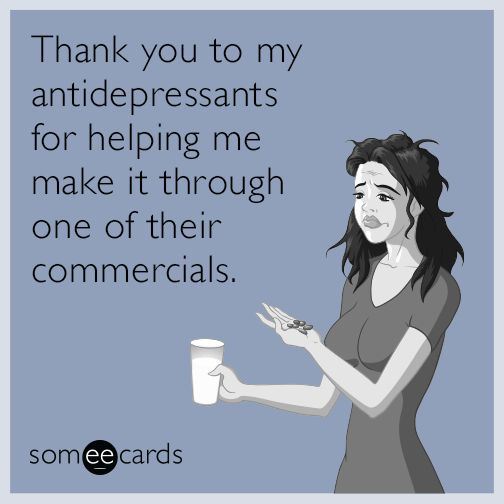 Thank you to my
antidepressants
for helping me
make it through
one of their
commercials.
someecards